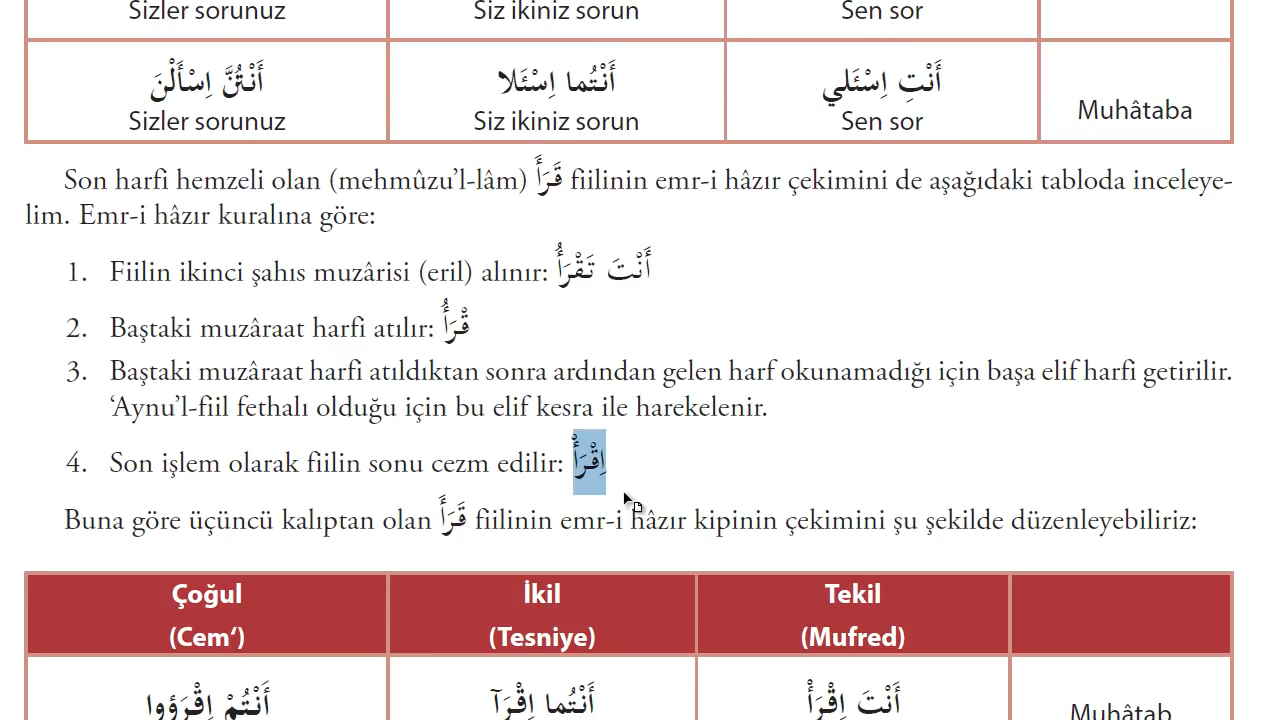 Sizler sorunuz Siz ikiniz sorun Sen sor
أَنْتُنَّ اِسْأَلْنَ أَنْتُما اِسْئَلا أَنْتِ اِسْئَلي
Sizler sorunuz Siz ikiniz sorun Sen sor Muhâtaba
Son harfi hemzeli olan (mehmûzu’l-lâm) قَرَأَ fiilinin emr-i hâzır çekimini de aşağıdaki tabloda inceleye-
lim. Emr-i hâzır kuralına göre:
1. Fiilin ikinci şahıs muzârisi (eril) alınır: أَنْتَ تَقْرَأُ
2. Baştaki muzâraat harfi atılır: قْرَأُ
3. Baştaki muzâraat harfi atıldıktan sonra ardından gelen harf okunamadığı için başa elif harfi getirilir.
‘Aynu’l-fiil fethalı olduğu için bu elif kesra ile harekelenir.
4. Son işlem olarak fiilin sonu cezm edilir: اِقْرَأْ
Buna göre üçüncü kalıptan olan قَرَأَ fiilinin emr-i hâzır kipinin çekimini şu şekilde düzenleyebiliriz:
Çoğul İkil Tekil
(Cem‘) (Tesniye) (Mufred)
أَنْتُمْ اِقْرَؤوا أَنْتُما اِقْرَآ أَنْتَ اِقْرَأْ Muhâtab